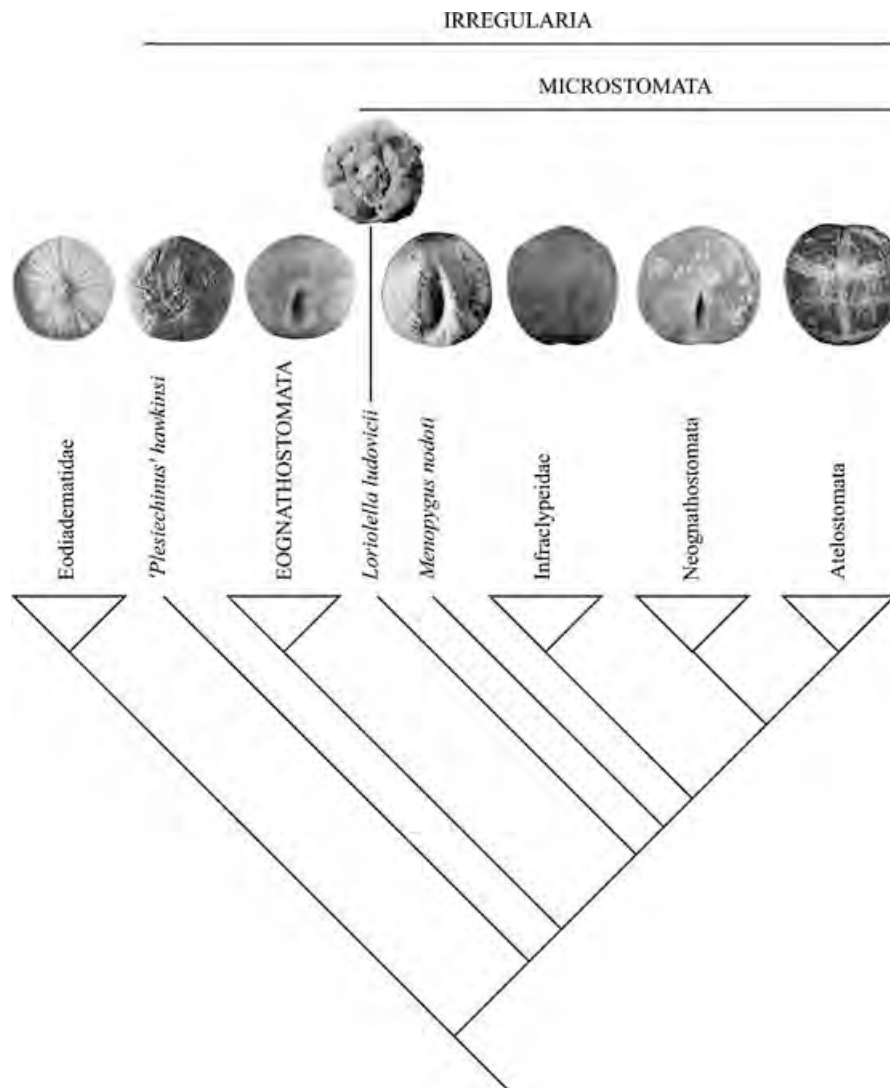 IRREGULARIA
MICROSTOMATA
Eodiadematidae
'Plesiechinus' hawkinsi
EOGNATHOSTOMATA
Loriolella ludovicii
Menopygus nodoti
Infraclypeidae
Neognathostomata
Atelostomata